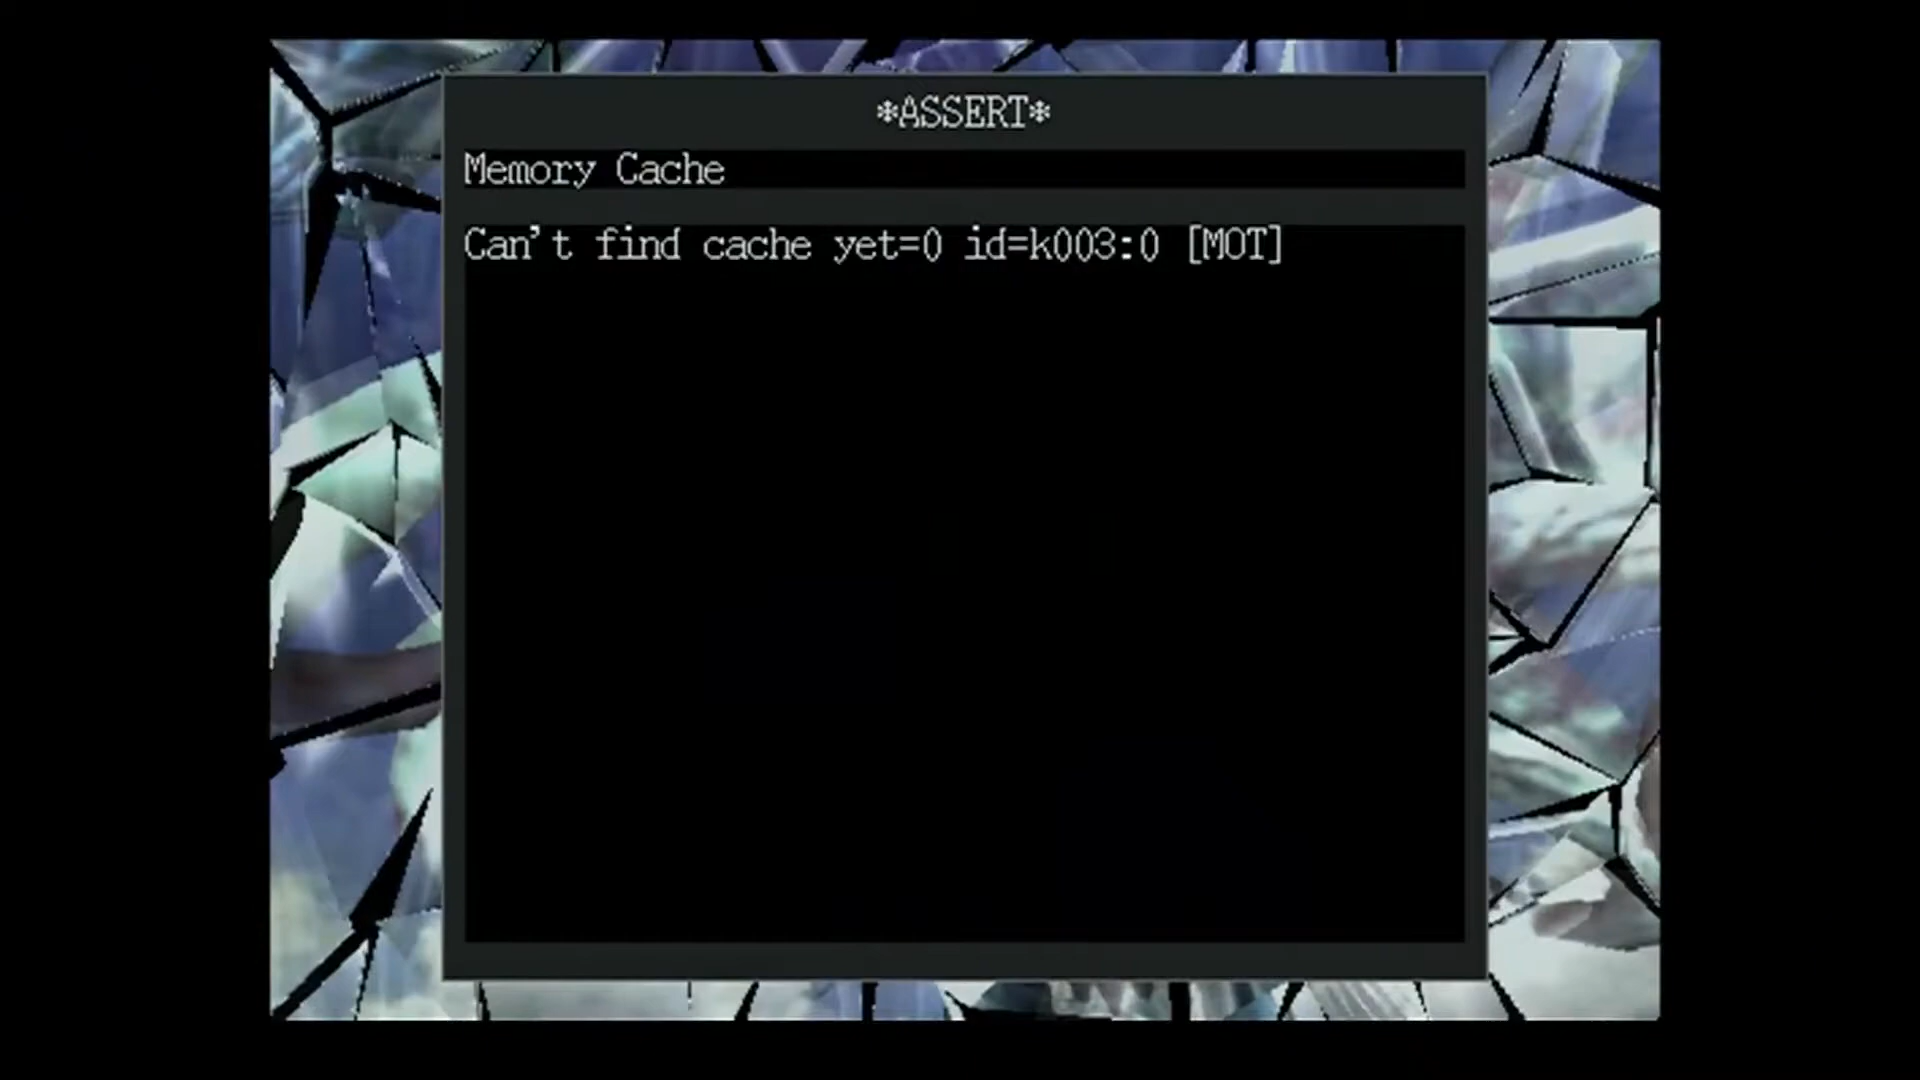 *ASSERT*
Memory Cache
Can't find cache yet=0 id=k003:0 [MOT]